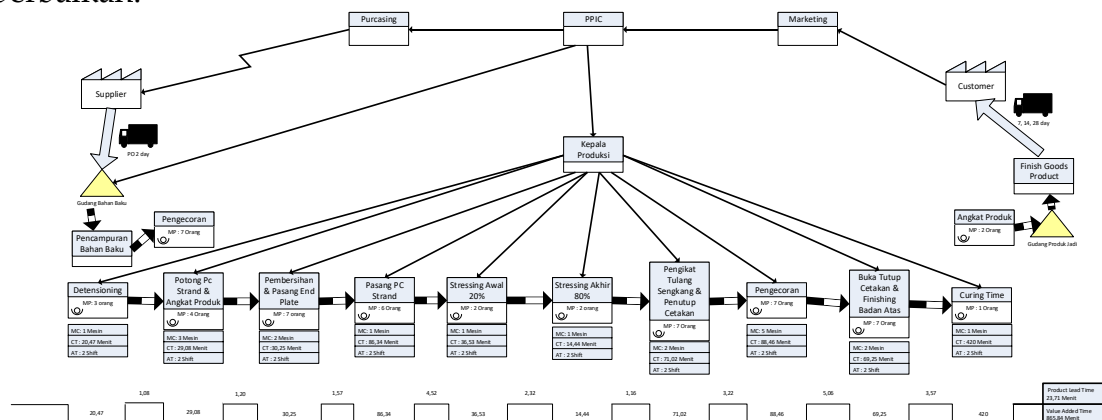 perbaikan.
Purcasing
PPIC
Marketing
Supplier
Customer
PO 2 day
7, 14, 28 day
Kepala
Produksi
Finish Goods
Product
Gudang Bahan Baku
Pengecoran
MP : 7 Orang
Pencampuran
Bahan Baku
Angkat Produk
MP : 2 Orang
Gudang Produk Jadi
Detensioning
MP: 3 orang
MC: 1 Mesin
CT : 20,47 Menit
AT : 2 Shift
Potong Pc
Strand &
Angkat Produk
MP : 4 Orang
MC: 3 Mesin
CT : 29,08 Menit
AT : 2 Shift
Pembersihan
& Pasang End
Plate
MP : 7 orang
MC: 2 Mesin
CT : 30,25 Menit
AT : 2 Shift
Pasang PC
Strand
MP : 6 Orang
MC: 1 Mesin
CT : 86,34 Menit
AT : 2 Shift
Stressing Awal
20%
MP : 2 Orang
MC: 1 Mesin
CT : 36,53 Menit
AT : 2 Shift
Stressing Akhir
80%
MP : 2 orang
MC: 1 Mesin
CT : 14,44 Menit
AT : 2 Shift
Pengikat
Tulang
Sengkang &
Penutup
Cetakan
MP : 7 Orang
MC: 2 Mesin
CT : 71,02 Menit
AT : 2 Shift
Pengecoran
MP : 7 Orang
MC: 5 Mesin
CT : 88,46 Menit
AT : 2 Shift
Buka Tutup
Cetakan &
Finishing
Badan Atas
MP : 7 Orang
MC: 2 Mesin
CT : 69,25 Menit
AT : 2 Shift
Curing Time
MP : 1 Orang
MC: 1 Mesin
CT : 420 Menit
AT : 2 Shift
1,08 1,20 1,57 4,52 2,32 1,16 3,22 5,06 3,57
20,47 29,08 30,25 86,34 36,53 14,44 71,02 88,46 69,25 420
Product Lead Time
23,71 Menit
Value Added Time
865,84 Menit